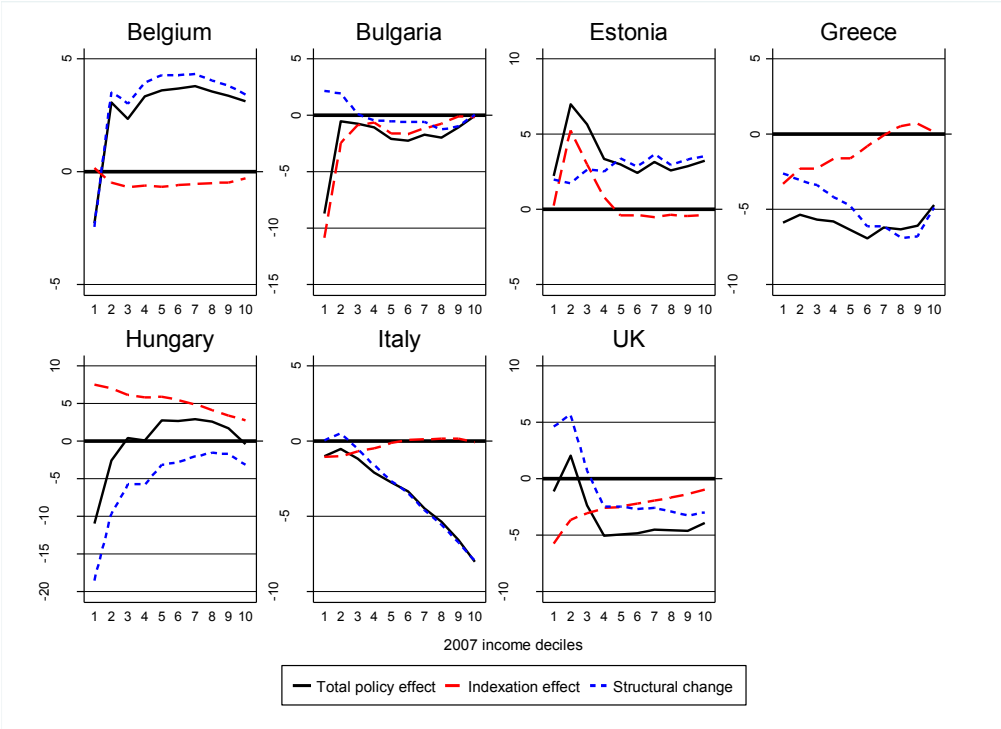 Belgium Bulgaria Estonia Greece
5
0
-5
1 2 3 4 5 6 7 8 9 10
0
-5
-10
-15
1 2 3 4 5 6 7 8 9 10
10
5
0
-5
1 2 3 4 5 6 7 8 9 10
5
0
-5
-10
1 2 3 4 5 6 7 8 9 10
Hungary Italy UK
10
5
0
-5
-10
-15
-20
1 2 3 4 5 6 7 8 9 10
5
0
-5
-10
1 2 3 4 5 6 7 8 9 10
10
5
0
-5
-10
1 2 3 4 5 6 7 8 9 10
2007 income deciles
Total policy effect Indexation effect Structural change